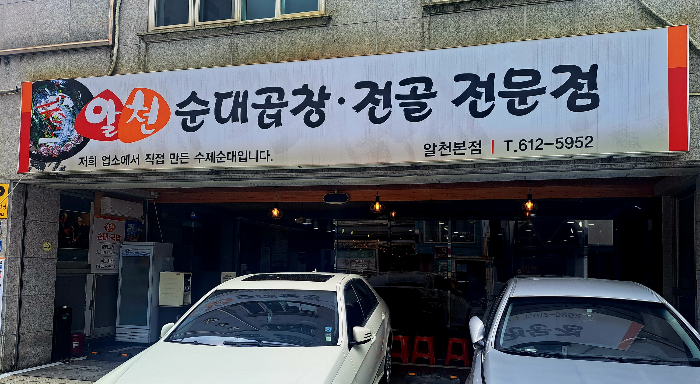 알천 순대곱창·전골 전문점
저희 업소에서 직접 만든 수제순대입니다.
알천본점 | T.612-5952